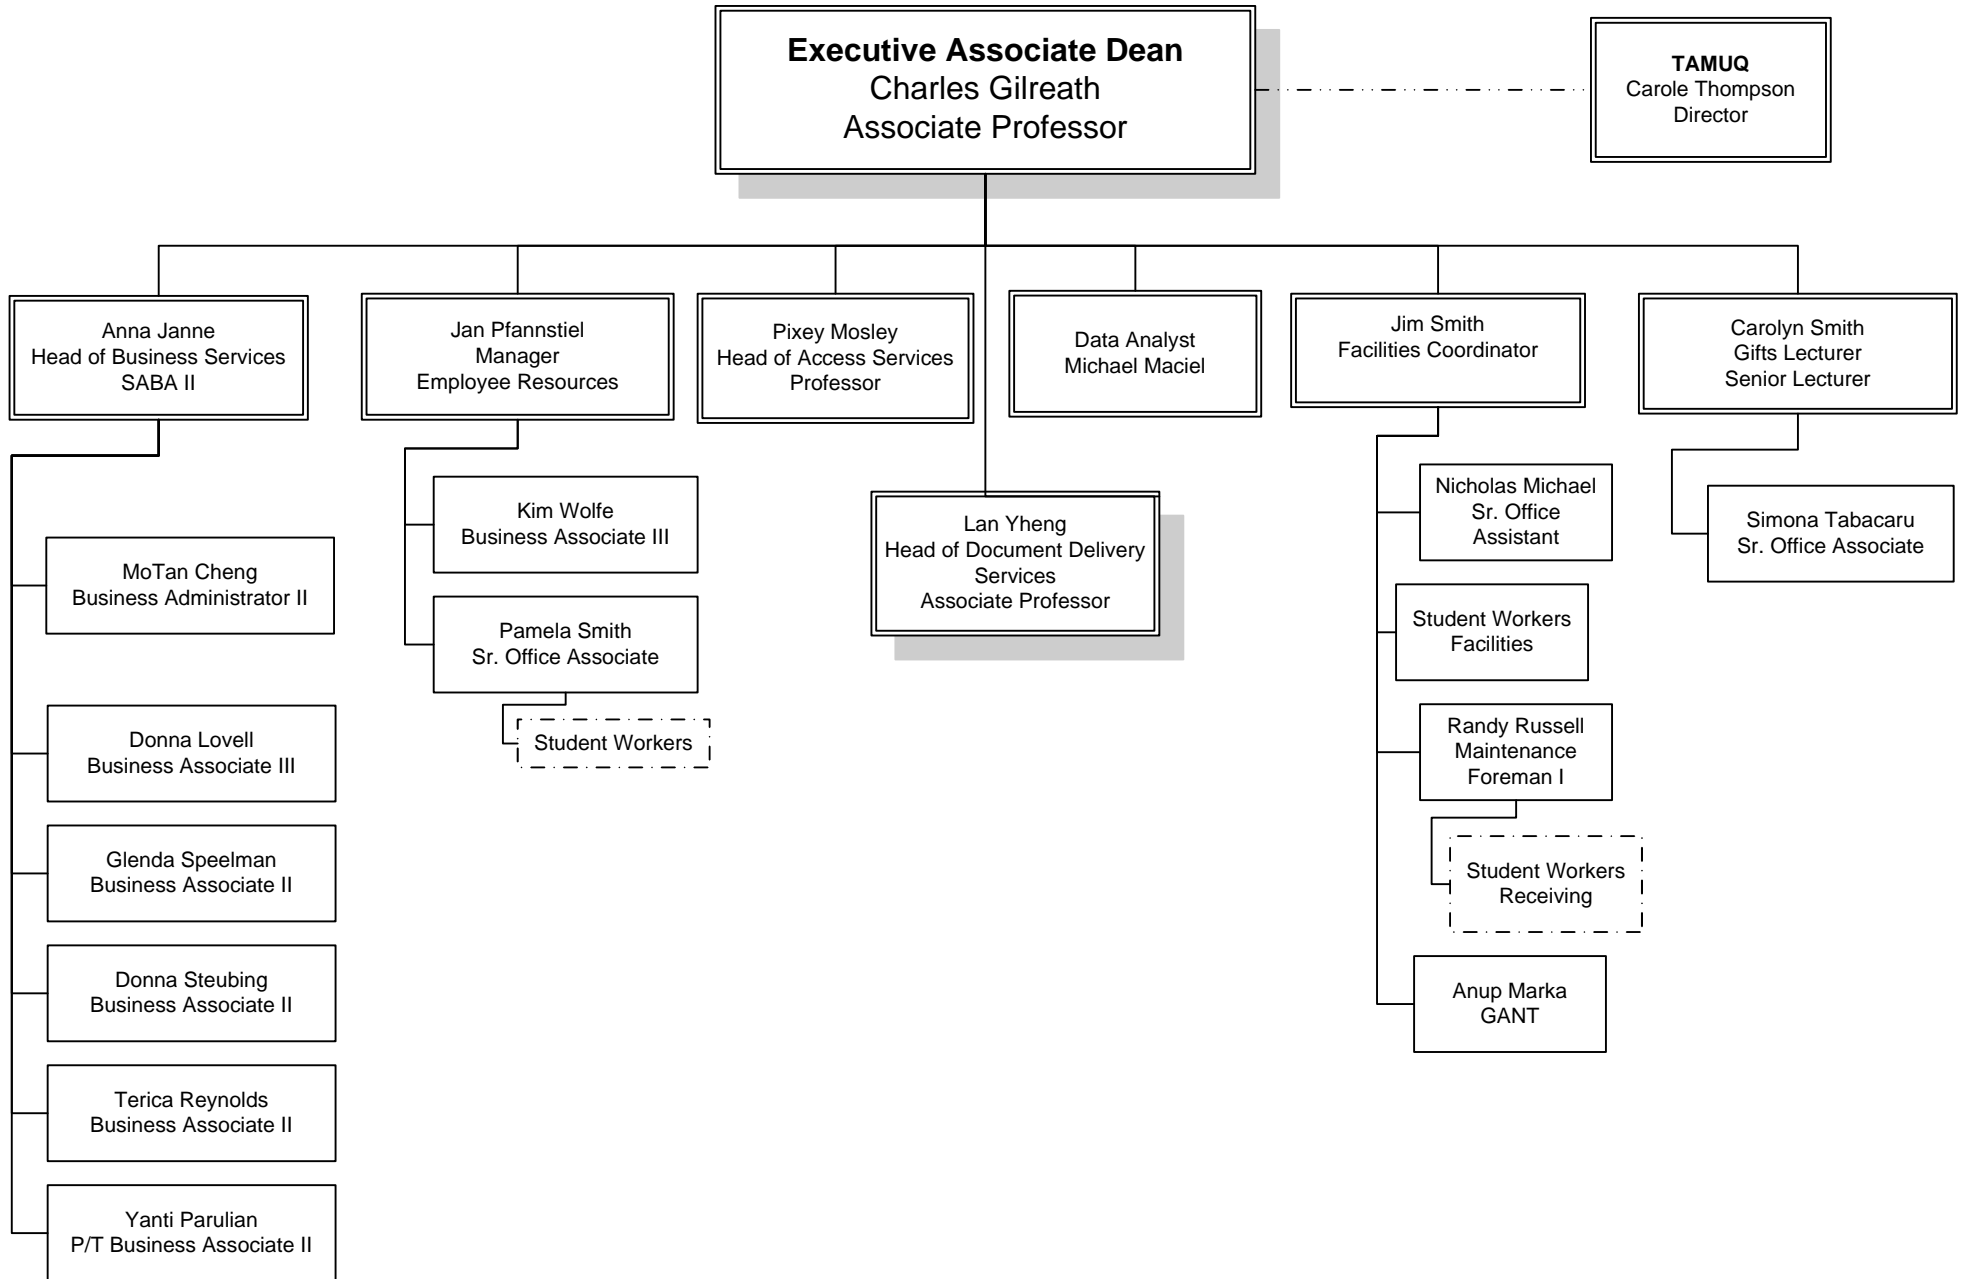 Executive Associate Dean
Charles Gilreath
Associate Professor
TAMUQ
Carole Thompson
Director
Anna Janne
Head of Business Services
SABA II
Jan Pfannstiel
Manager
Employee Resources
Pixey Mosley
Head of Access Services
Professor
Data Analyst
Michael Maciel
Jim Smith
Facilities Coordinator
Carolyn Smith
Gifts Lecturer
Senior Lecturer
MoTan Cheng
Business Administrator II
Donna Lovell
Business Associate III
Glenda Speelman
Business Associate II
Donna Steubing
Business Associate II
Terica Reynolds
Business Associate II
Yanti Parulian
P/T Business Associate II
Kim Wolfe
Business Associate III
Pamela Smith
Sr. Office Associate
Student Workers
Lan Yheng
Head of Document Delivery
Services
Associate Professor
Nicholas Michael
Sr. Office
Assistant
Student Workers
Facilities
Randy Russell
Maintenance
Foreman I
Student Workers
Receiving
Anup Marka
GANT
Simona Tabacaru
Sr. Office Associate